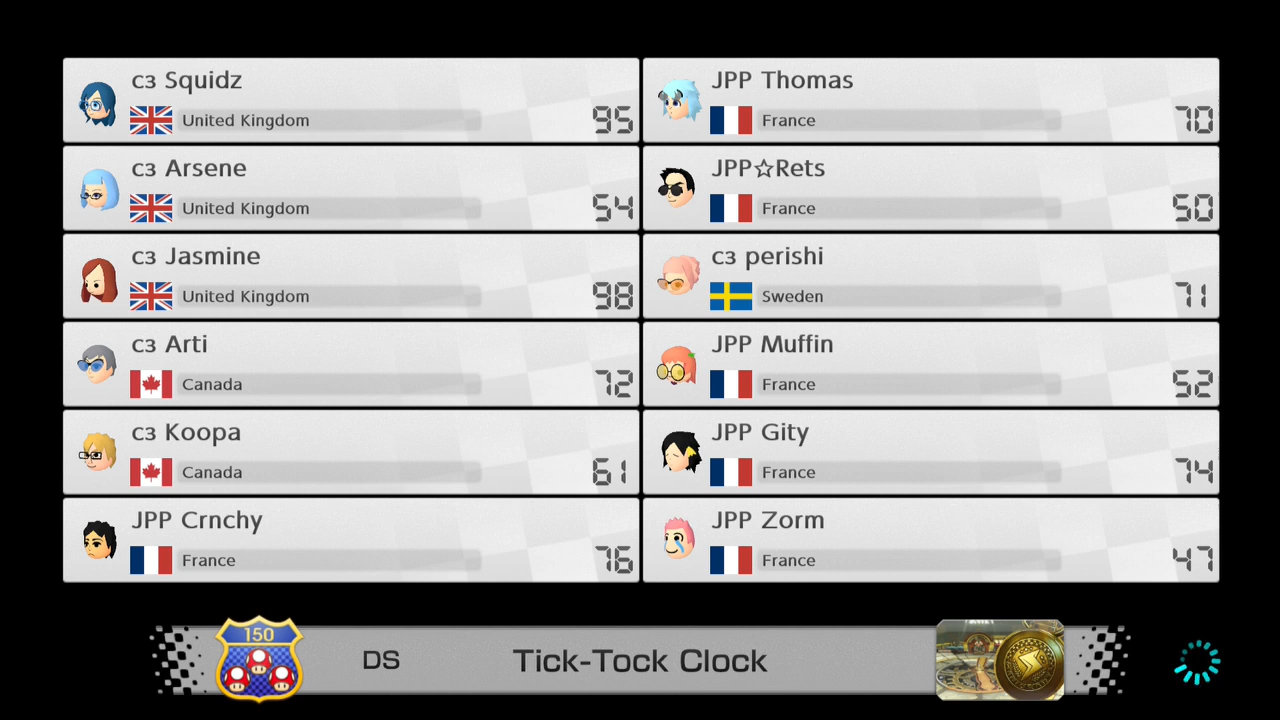 c3 Squidz
United Kingdom
95
c3 Arsene
United Kingdom
54
c3 Jasmine
United Kingdom
98
c3 Arti
Canada
72
c3 Koopa
Canada
61
JPP Crnchy
France
76
JPP Thomas
France
70
JPP☆Rets
France
50
c3 perishi
Sweden
71
JPP Muffin
France
52
JPP Gity
France
74
JPP Zorm
France
47
150
DS Tick-Tock Clock